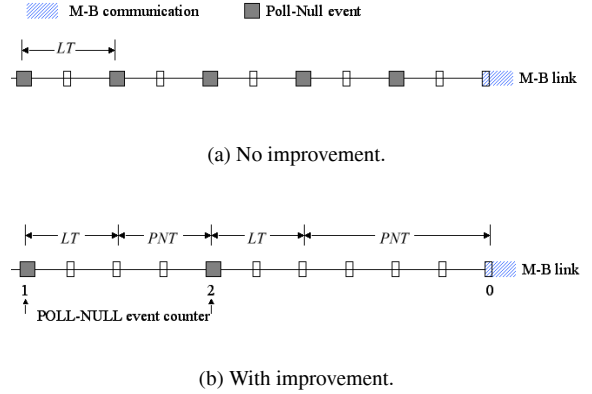 M-B communication Poll-Null event
LT
M-B link
(a) No improvement.
LT PNT LT PNT
M-B link
1 2 0
POLL-NULL event counter
(b) With improvement.